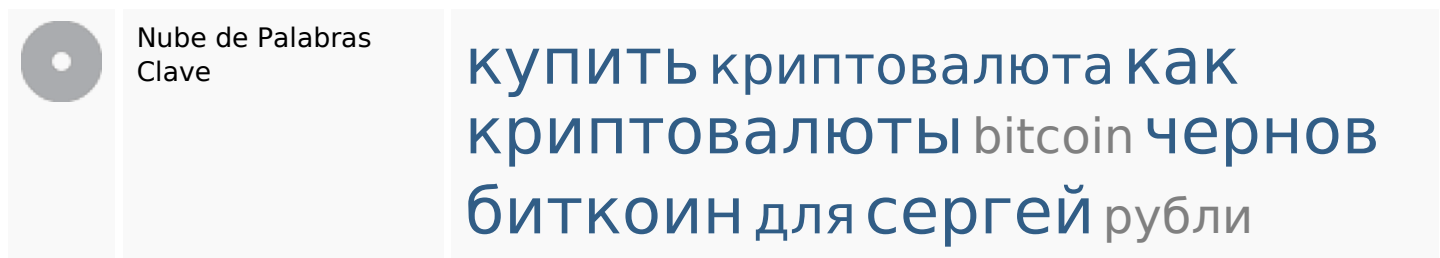 Nube de Palabras
Clave
купить криптовалюта как
криптовалюты bitcoin чернов
биткоин для сергей рубли